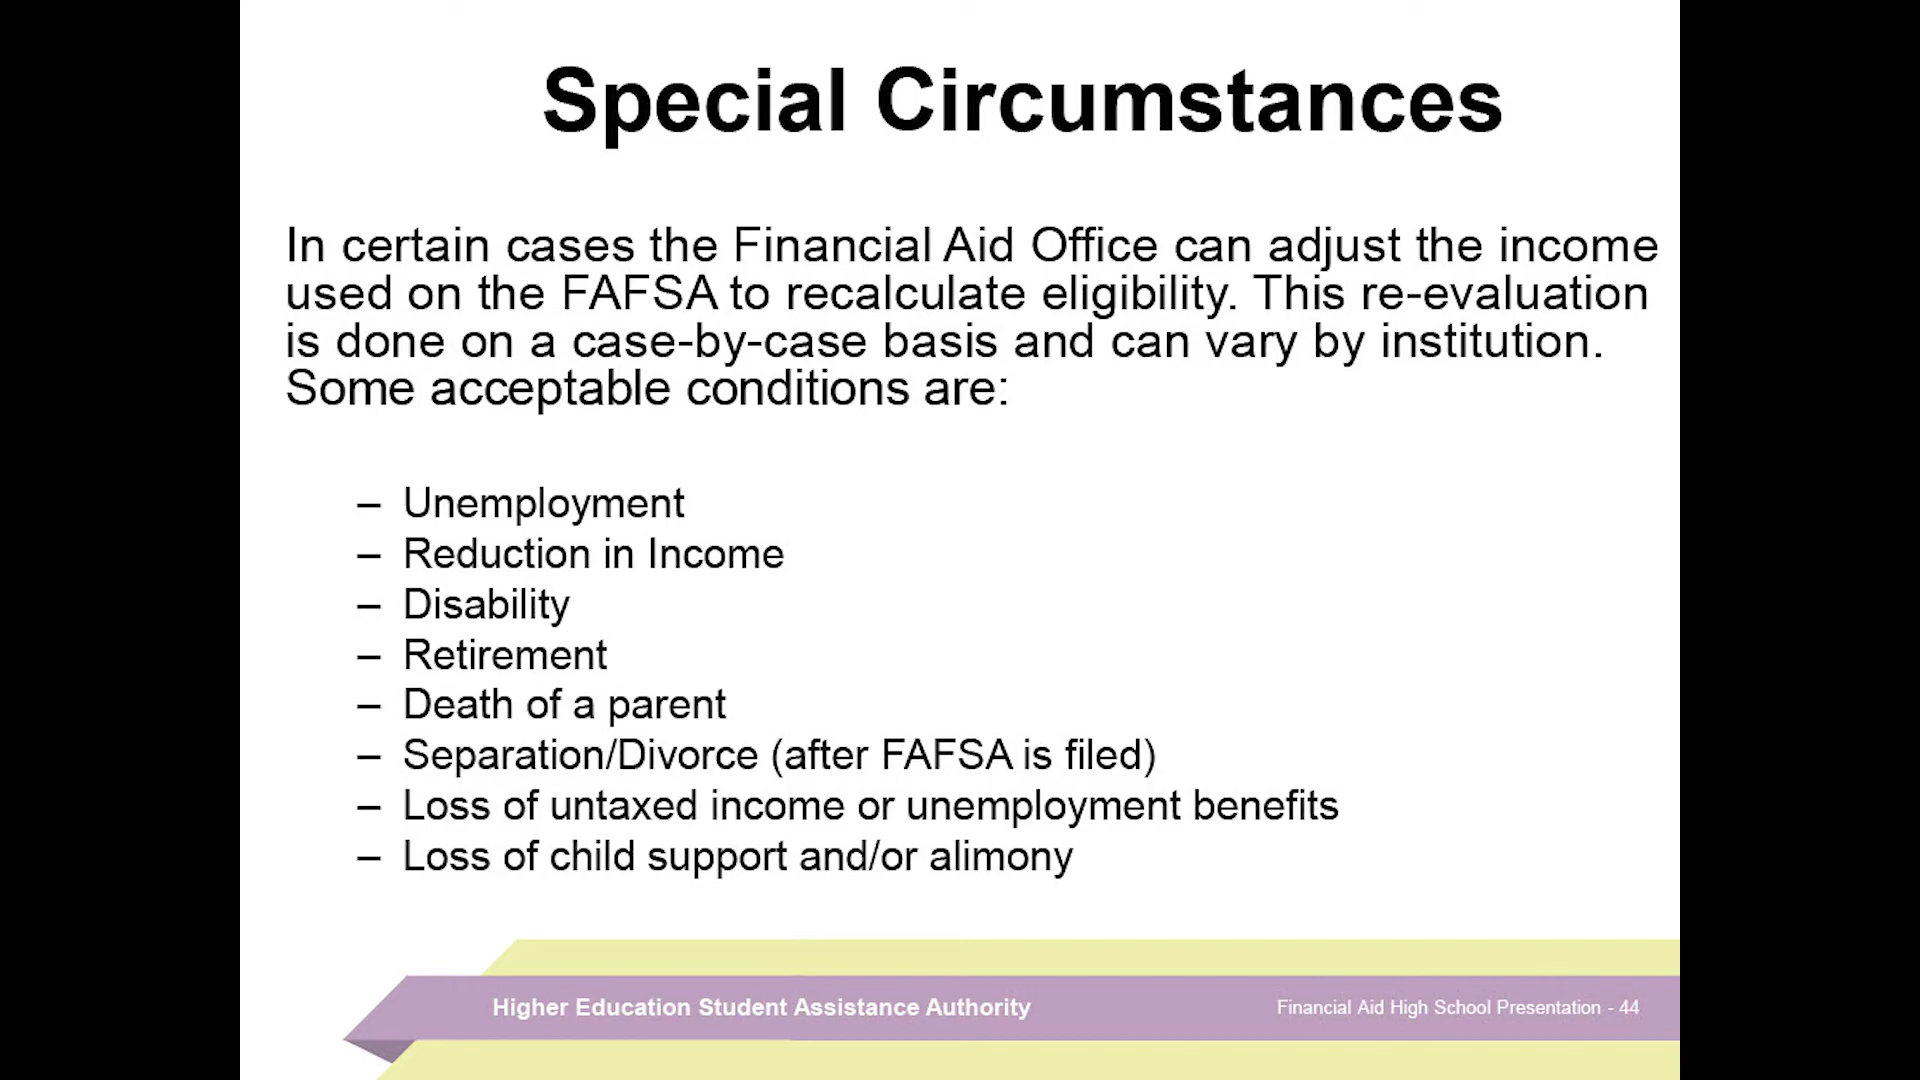 Special Circumstances
In certain cases the Financial Aid Office can adjust the income
used on the FAFSA to recalculate eligibility. This re-evaluation
is done on a case-by-case basis and can vary by institution.
Some acceptable conditions are:
– Unemployment
– Reduction in Income
– Disability
– Retirement
– Death of a parent
– Separation/Divorce (after FAFSA is filed)
– Loss of untaxed income or unemployment benefits
– Loss of child support and/or alimony
Higher Education Student Assistance Authority
Financial Aid High School Presentation - 44